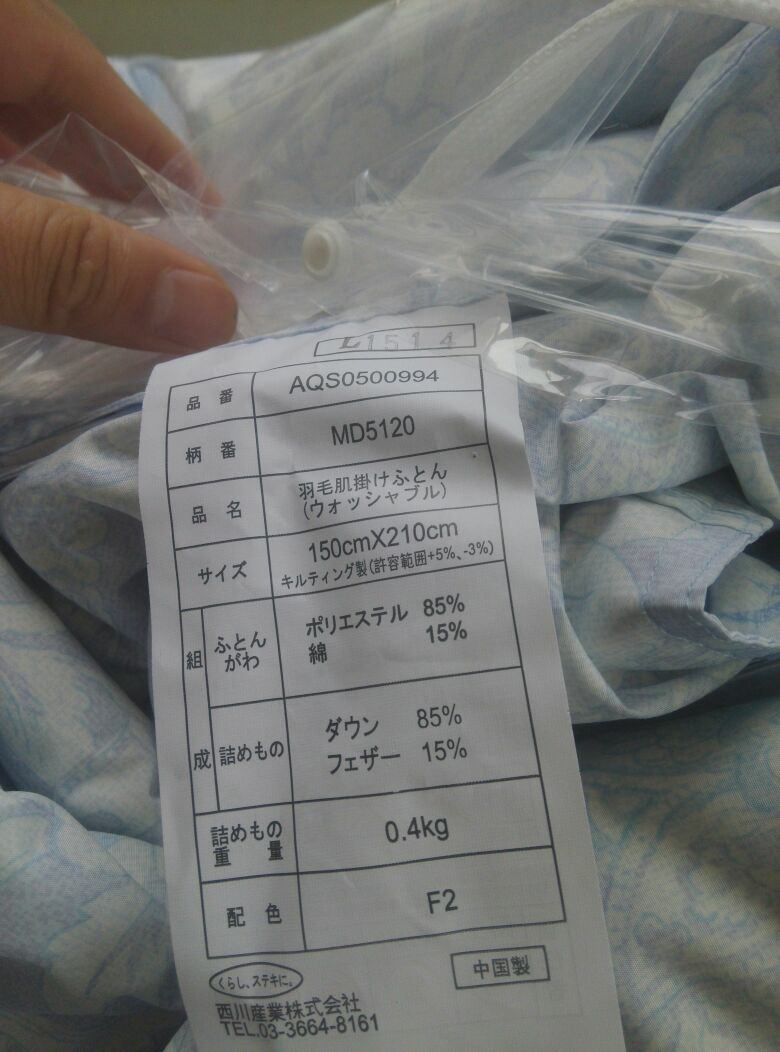 L1514
品番 AQS0500994
柄番 MD5120
品名 羽毛肌掛けふとん
(ウォッシャブル)
サイズ 150cmX210cm
キルティング製(許容範囲+5%、-3%)
組成
ふとん
がわ
ポリエステル 85%
綿 15%
詰めもの
ダウン 85%
フェザー 15%
詰めもの
重量
0.4kg
配色 F2
くらし、ステキに。
中国製
西川産業株式会社
TEL.03-3664-8161